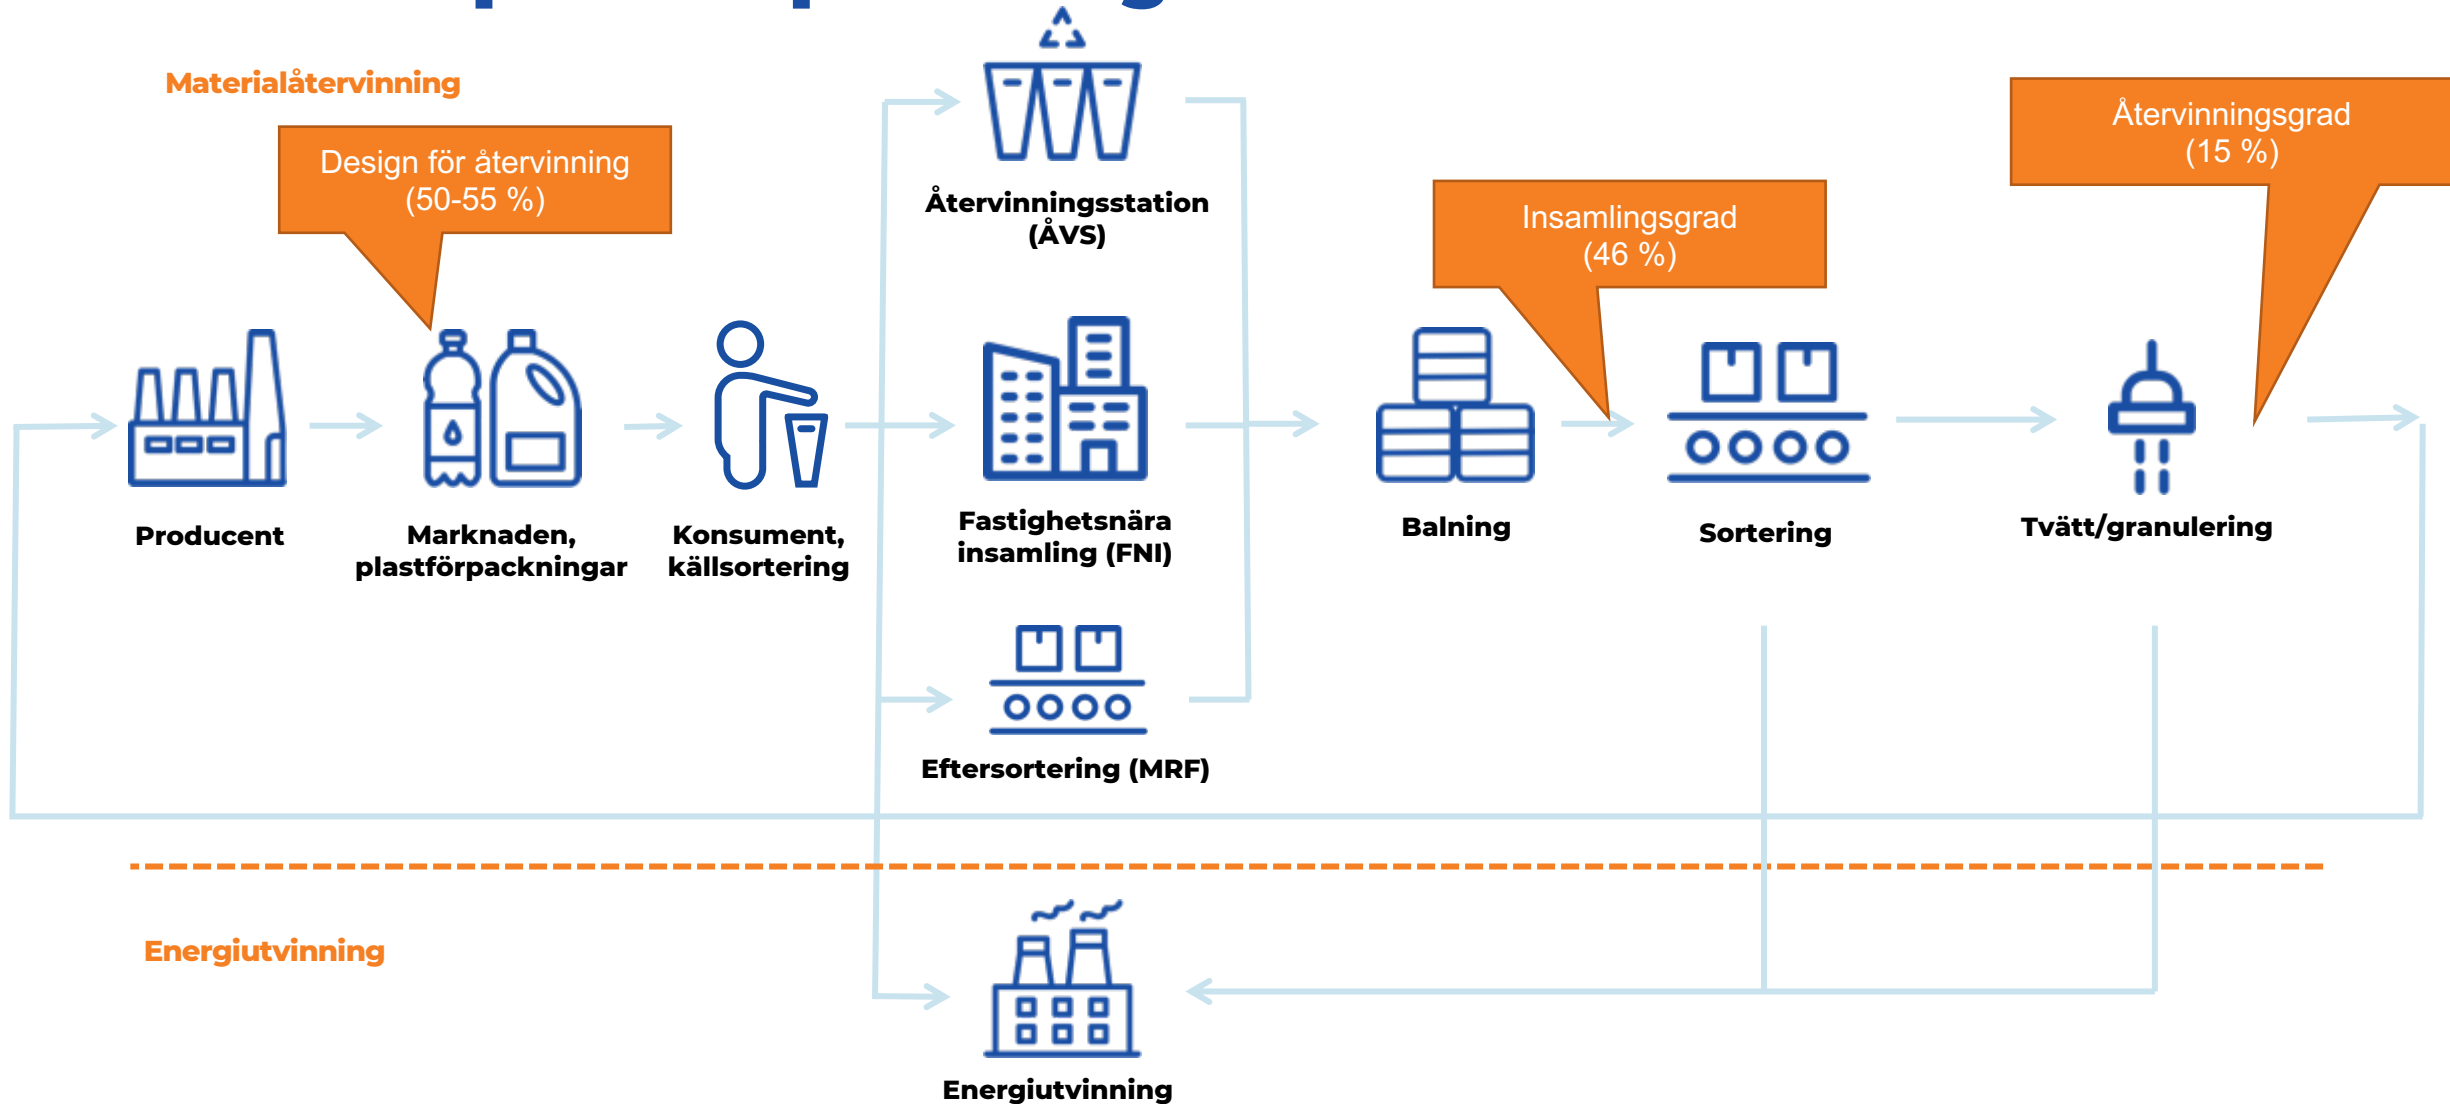 Materialåtervinning
Design för återvinning
(50-55 %)
Återvinningsstation
(ÅVS)
Insamlingsgrad
(46 %)
Återvinningsgrad
(15 %)
Producent
Marknaden,
plastförpackningar
Konsument,
källsortering
Fastighetsnära
insamling (FNI)
Balning
Sortering
Tvätt/granulering
Eftersortering (MRF)
Energiutvinning
Energiutvinning